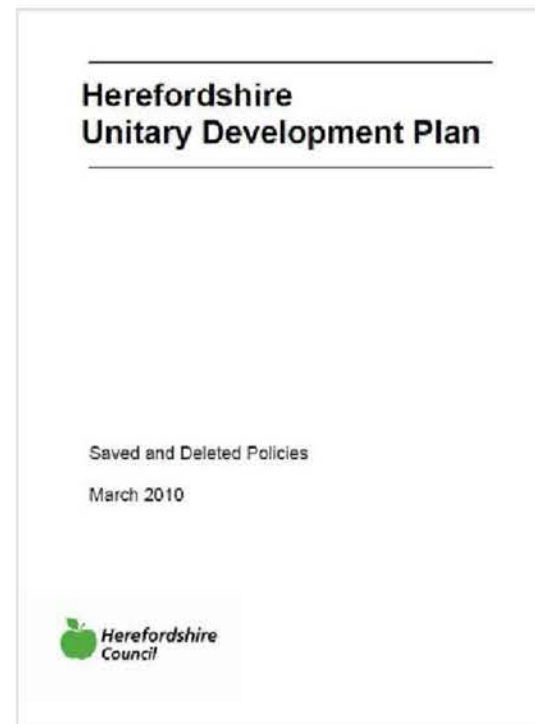 Herefordshire
Unitary Development Plan
Saved and Deleted Policies
March 2010
Herefordshire
Council